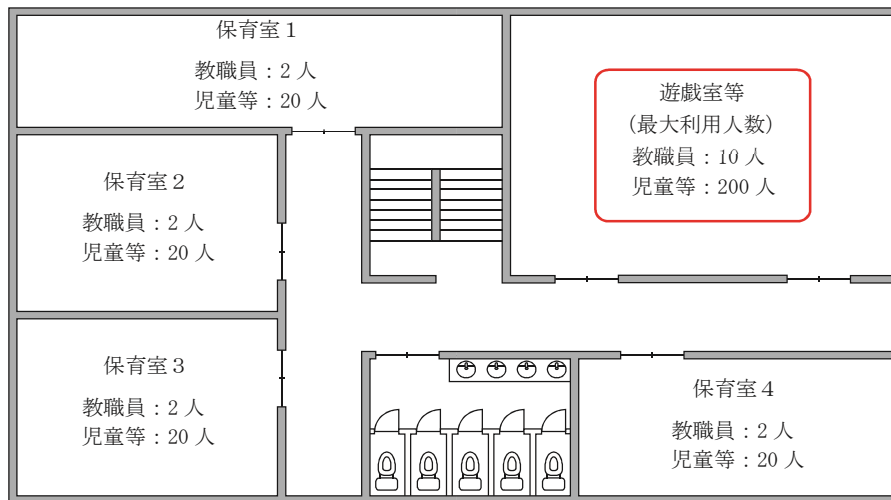 保育室1
教職員：2人
児童等：20人
遊戯室等
(最大利用人数)
教職員：10人
児童等：200人
保育室2
教職員：2人
児童等：20人
保育室3
教職員：2人
児童等：20人
保育室4
教職員：2人
児童等：20人